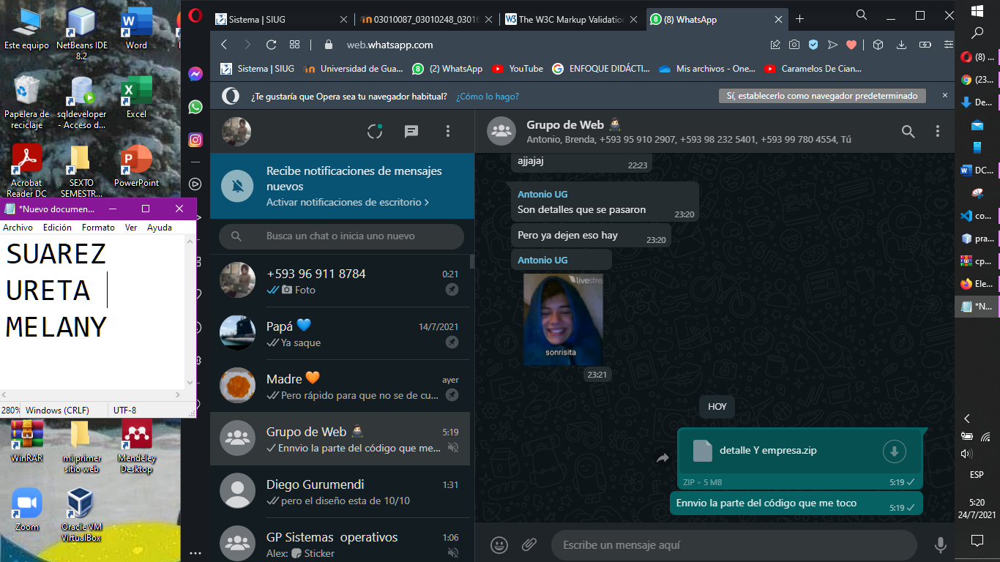 Este equipo
NetBeans IDE
8.2
Word
Papelera de
reciclaje
sqldeveloper
- Acceso d...
Excel
Acrobat
Reader DC
SEXTO
SEMESTR...
PowerPoint
*Nuevo documen...
Archivo Edición Formato Ver Ayuda
SUAREZ
URETA
MELANY
280% Windows (CRLF) UTF-8
WinRAR
mi primer
sitio web
Mendeley
Desktop
Zoom
Oracle VM
VirtualBox
Sistema | SIUG
03010087_03010248_0301
The W3C Markup Validation
(8) WhatsApp
web.whatsapp.com
Sistema | SIUG
Universidad de Gua...
(2) WhatsApp
YouTube
ENFOQUE DIDÁCTI...
Mis archivos - One...
Caramelos De Cian...
¿Te gustaría que Opera sea tu navegador habitual? ¿Cómo lo hago?
Sí, establecerlo como navegador predeterminado
Recibe notificaciones de mensajes
nuevos
Activar notificaciones de escritorio >
Busca un chat o inicia uno nuevo
+593 96 911 8784 0:21
Foto
Papá 💙 14/7/2021
Ya saque
Madre 🧡 ayer
Pero rápido para que no se de cu...
Grupo de Web 5:19
Ennvio la parte del código que me...
Diego Gurumendi 1:31
pero el diseño esta de 10/10
GP Sistemas operativos 1:06
Alex: Sticker
Grupo de Web
Antonio, Brenda, +593 95 910 2907, +593 98 232 5401, +593 99 780 4554, Tú
ajjajaj
22:23
Antonio UG
Son detalles que se pasaron
23:20
Pero ya dejen eso hay
23:20
Antonio UG
livestre
sonrisita
23:21
HOY
detalle Y empresa.zip
ZIP • 5 MB 5:19
Ennvio la parte del código que me toco
5:19
Escribe un mensaje aquí
(8) ...
(23...
De...
DC...
co...
pra...
cp...
Ele...
*N...
ESP
5:20
24/7/2021